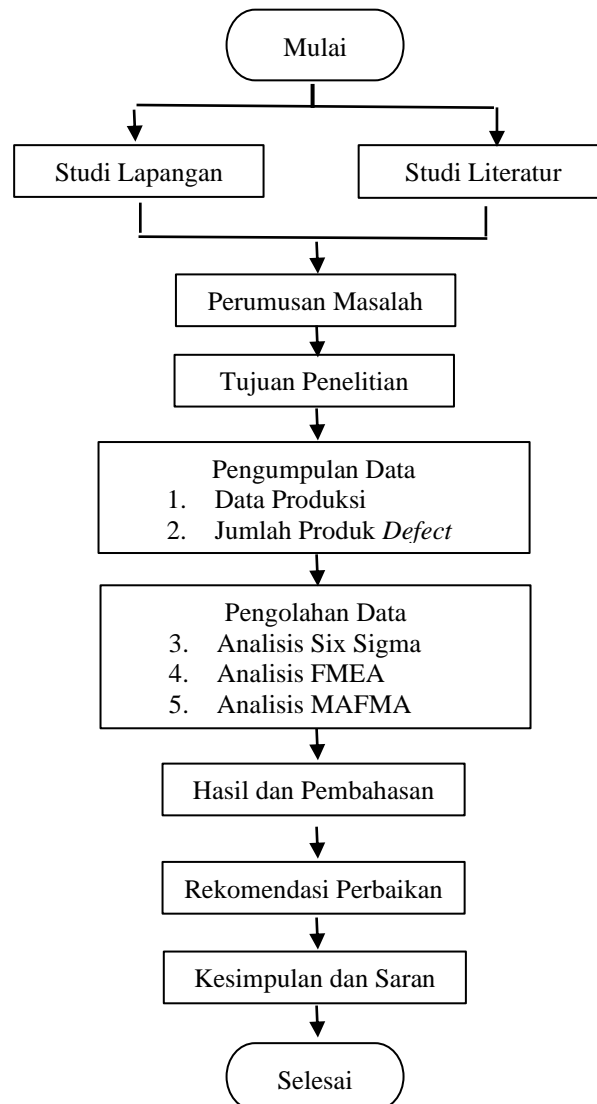 Mulai
Studi Lapangan
Studi Literatur
Perumusan Masalah
Tujuan Penelitian
Pengumpulan Data
1. Data Produksi
2. Jumlah Produk Defect
Pengolahan Data
3. Analisis Six Sigma
4. Analisis FMEA
5. Analisis MAFMA
Hasil dan Pembahasan
Rekomendasi Perbaikan
Kesimpulan dan Saran
Selesai